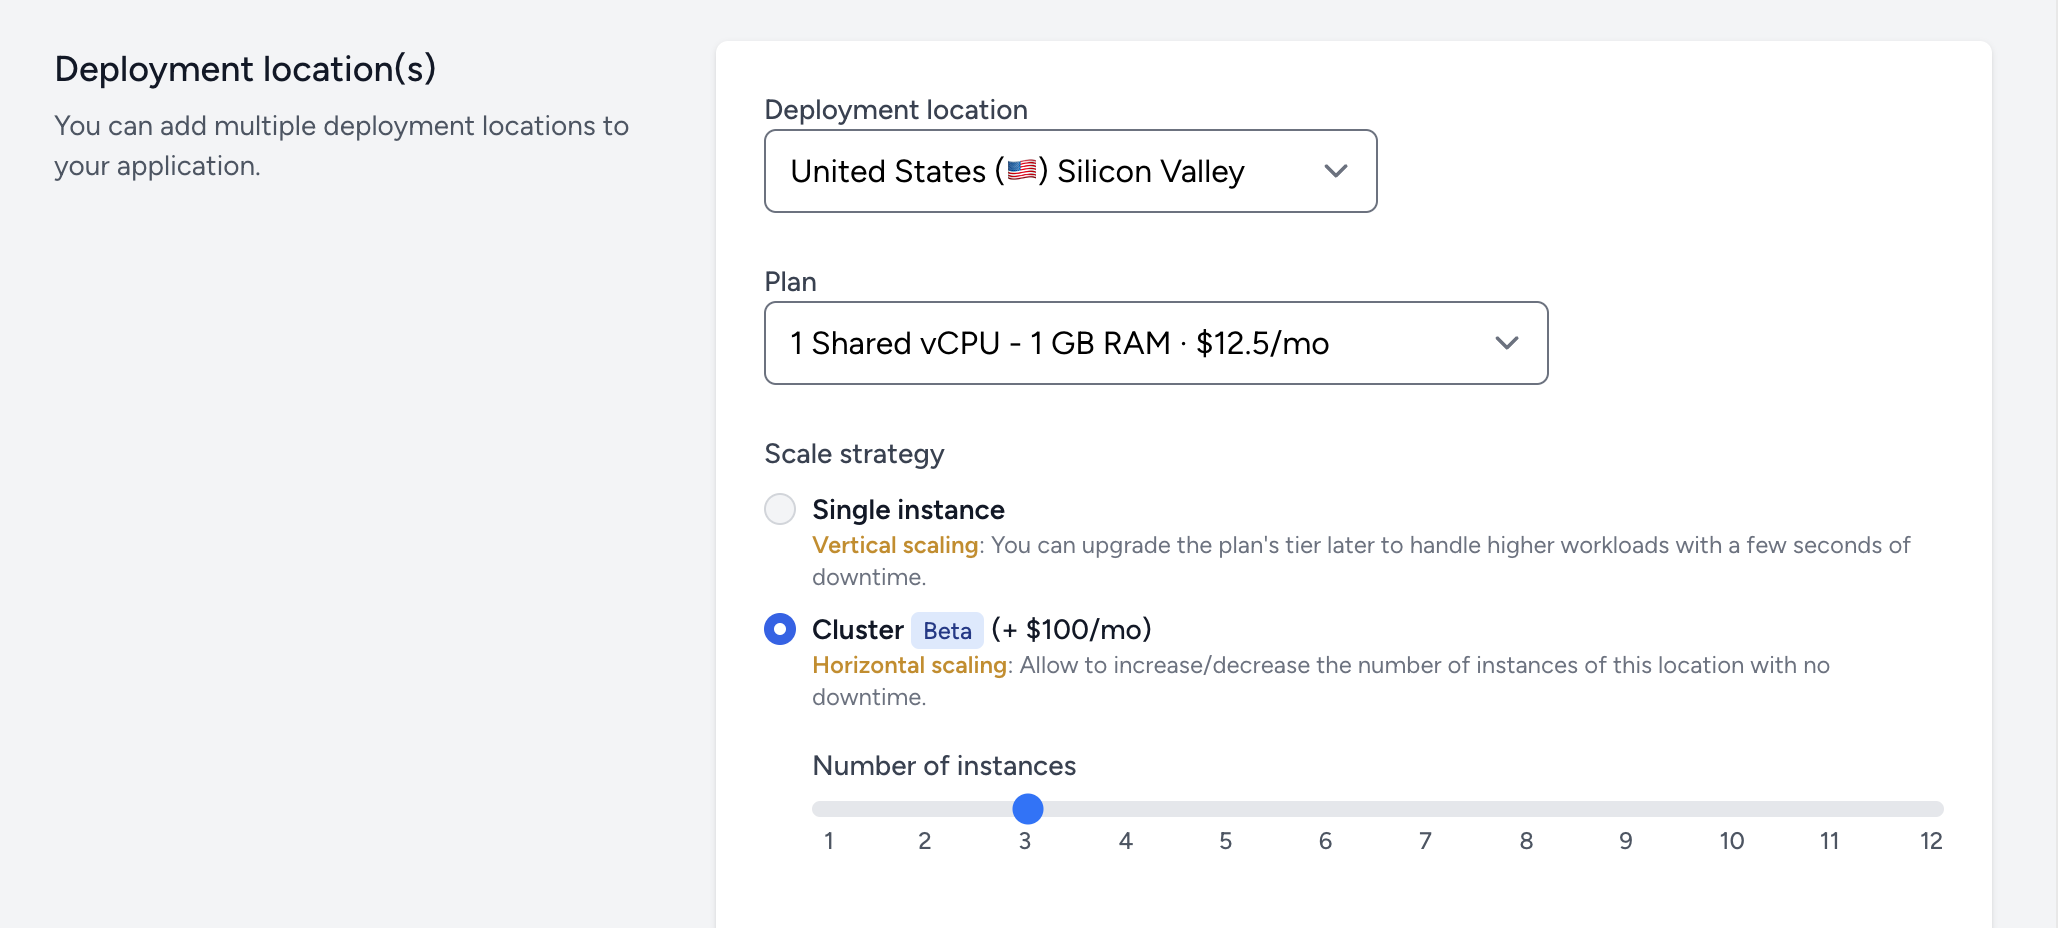 Deployment location(s)
You can add multiple deployment locations to
your application.
Deployment location
United States (🇺🇸) Silicon Valley
Plan
1 Shared vCPU - 1 GB RAM · $12.5/mo
Scale strategy
Single instance
Vertical scaling: You can upgrade the plan's tier later to handle higher workloads with a few seconds of
downtime.
Cluster Beta (+ $100/mo)
Horizontal scaling: Allow to increase/decrease the number of instances of this location with no
downtime.
Number of instances
1 2 3 4 5 6 7 8 9 10 11 12